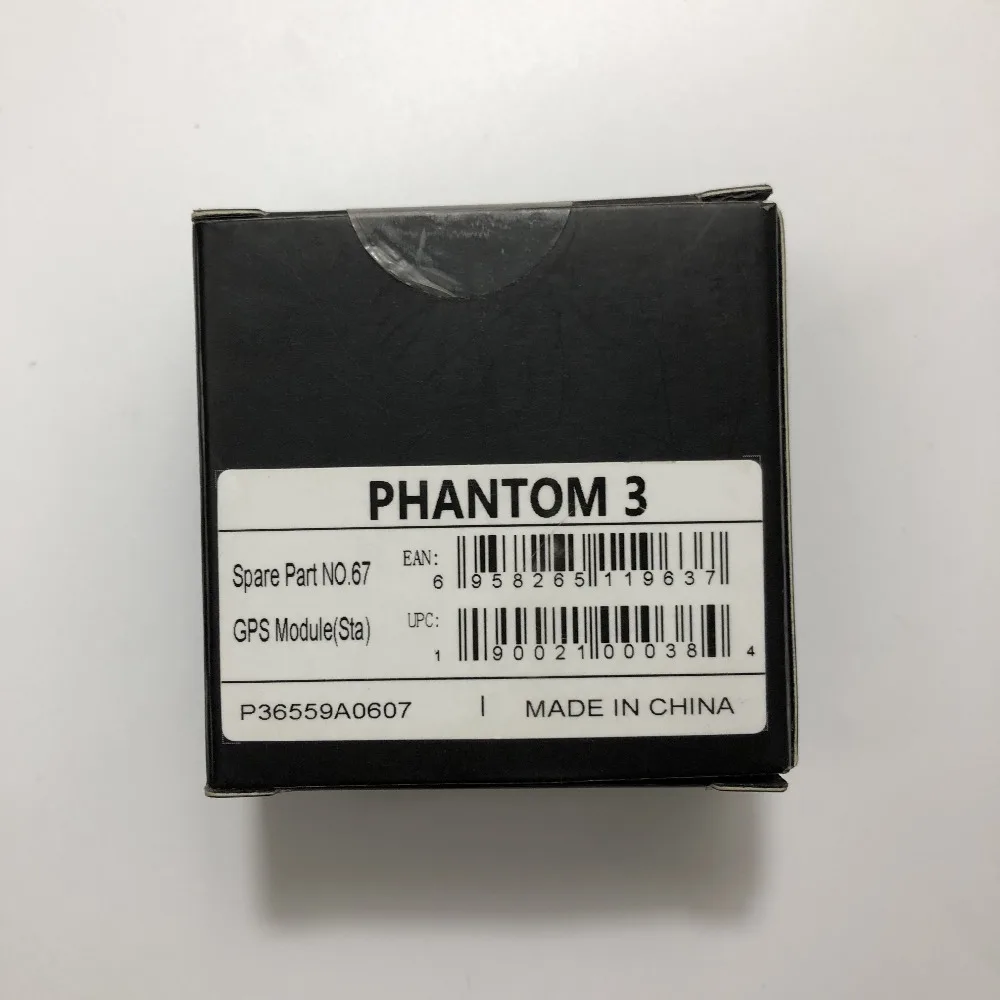 PHANTOM 3
Spare Part NO.67
EAN:
6 958265 119637
GPS Module(Sta)
UPC:
1 90021 00038 4
P36559A0607 | MADE IN CHINA